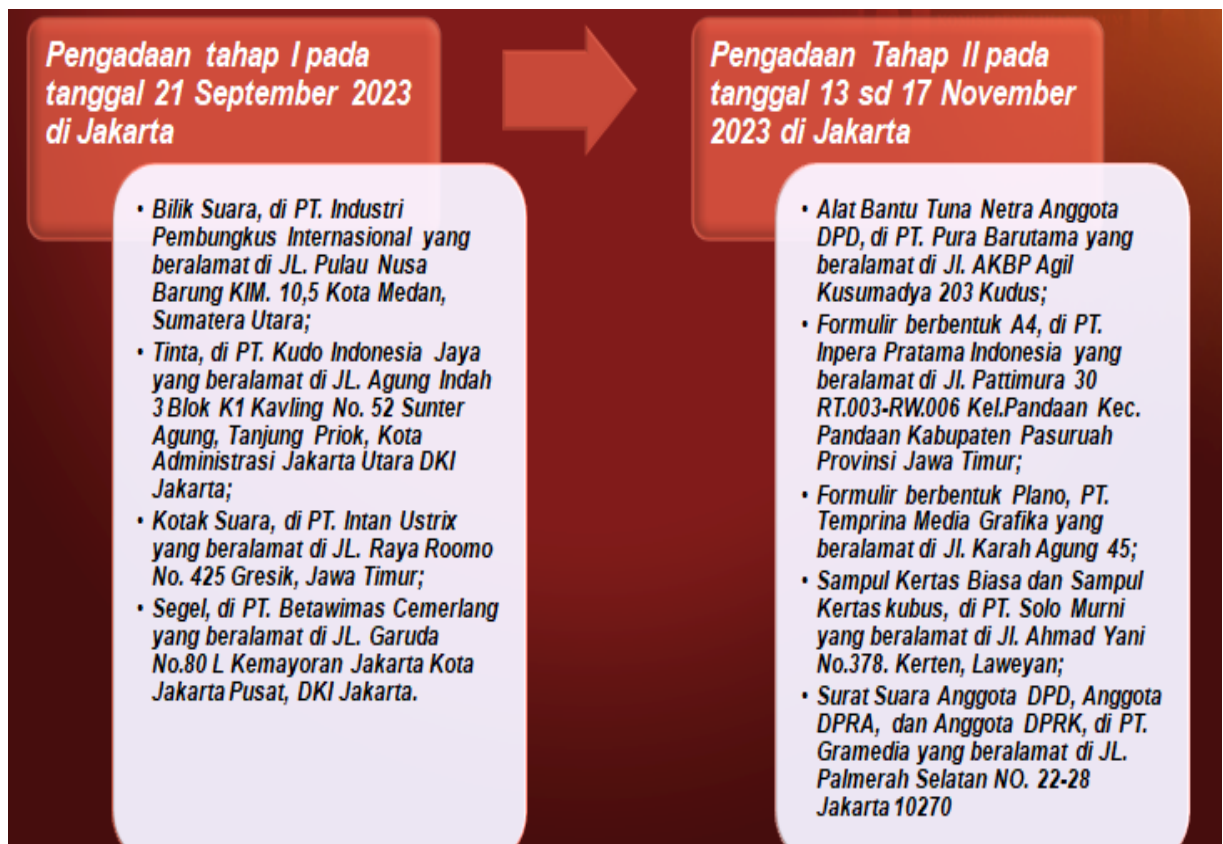 Pengadaan tahap I pada
tanggal 21 September 2023
di Jakarta
• Bilik Suara, di PT. Industri
Pembungkus Internasional yang
beralamat di JL. Pulau Nusa
Barung KIM. 10,5 Kota Medan,
Sumatera Utara;
• Tinta, di PT. Kudo Indonesia Jaya
yang beralamat di JL. Agung Indah
3 Blok K1 Kavling No. 52 Sunter
Agung, Tanjung Priok, Kota
Administrasi Jakarta Utara DKI
Jakarta;
• Kotak Suara, di PT. Intan Ustrix
yang beralamat di JL. Raya Roomo
No. 425 Gresik, Jawa Timur;
• Segel, di PT. Betawimas Cemerlang
yang beralamat di JL. Garuda
No.80 L Kemayoran Jakarta Kota
Jakarta Pusat, DKI Jakarta.
Pengadaan Tahap II pada
tanggal 13 sd 17 November
2023 di Jakarta
• Alat Bantu Tuna Netra Anggota
DPD, di PT. Pura Barutama yang
beralamat di Jl. AKBP Agil
Kusumadya 203 Kudus;
• Formulir berbentuk A4, di PT.
Inpera Pratama Indonesia yang
beralamat di Jl. Pattimura 30
RT.003-RW.006 Kel.Pandaan Kec.
Pandaan Kabupaten Pasuruah
Provinsi Jawa Timur;
• Formulir berbentuk Plano, PT.
Temprina Media Grafika yang
beralamat di Jl. Karah Agung 45;
• Sampul Kertas Biasa dan Sampul
Kertas kubus, di PT. Solo Murni
yang beralamat di Jl. Ahmad Yani
No.378. Kerten, Laweyan;
• Surat Suara Anggota DPD, Anggota
DPRA, dan Anggota DPRK, di PT.
Gramedia yang beralamat di JL.
Palmerah Selatan NO. 22-28
Jakarta 10270